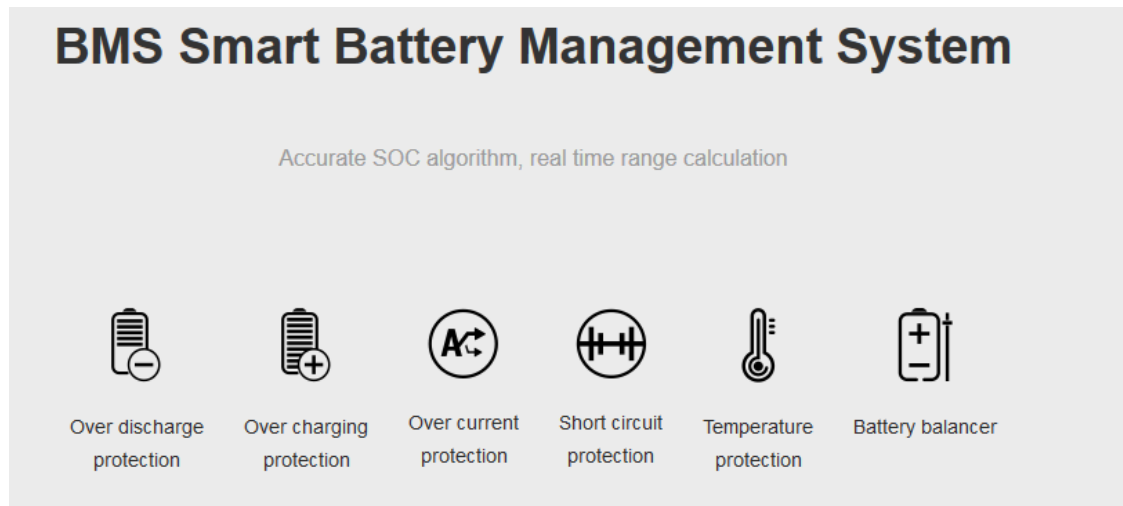 BMS Smart Battery Management System
Accurate SOC algorithm, real time range calculation
Over discharge
protection
Over charging
protection
Over current
protection
Short circuit
protection
Temperature
protection
Battery balancer